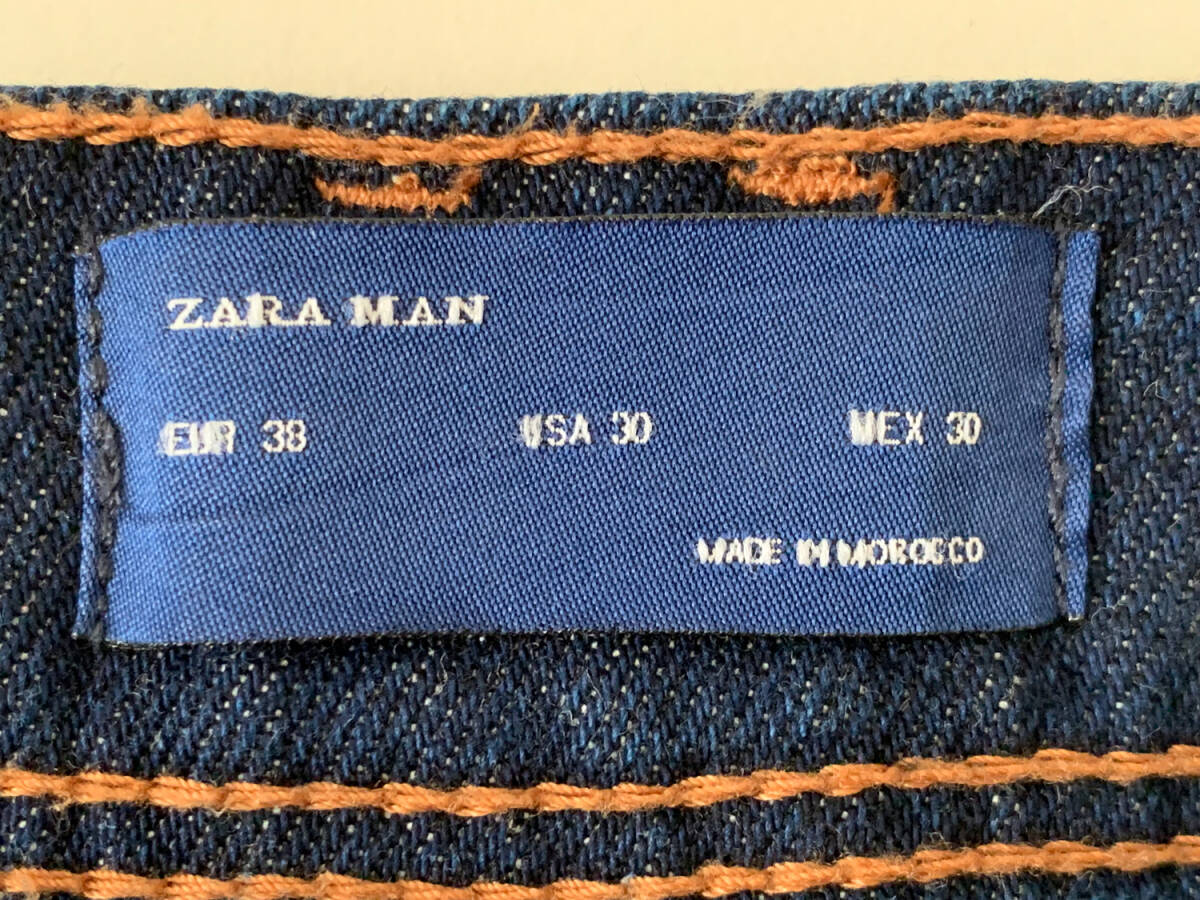 ZARA MAN
EUR 38 USA 30 MEX 30
MADE IN MOROCCO